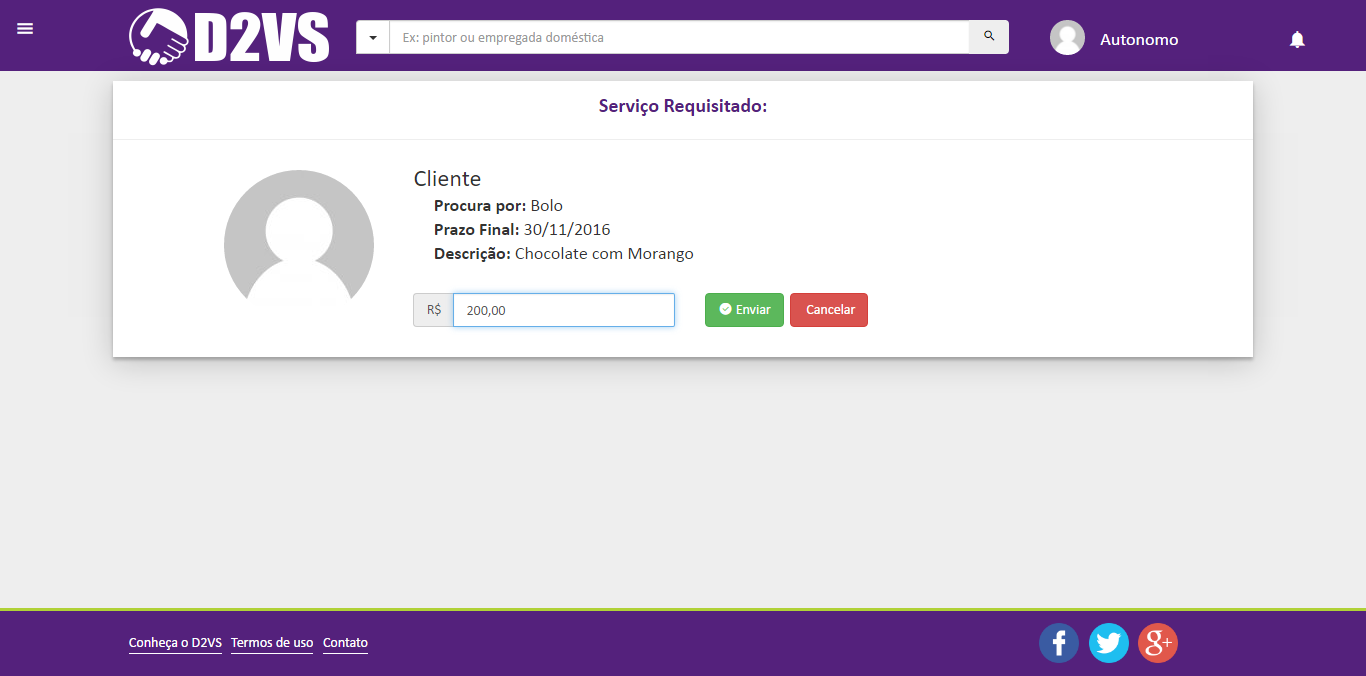 D2VS
Ex: pintor ou empregada doméstica
Autonomo
Serviço Requisitado:
Cliente
Procura por: Bolo
Prazo Final: 30/11/2016
Descrição: Chocolate com Morango
R$ 200,00 Enviar Cancelar
Conheça o D2VS Termos de uso Contato
f g+